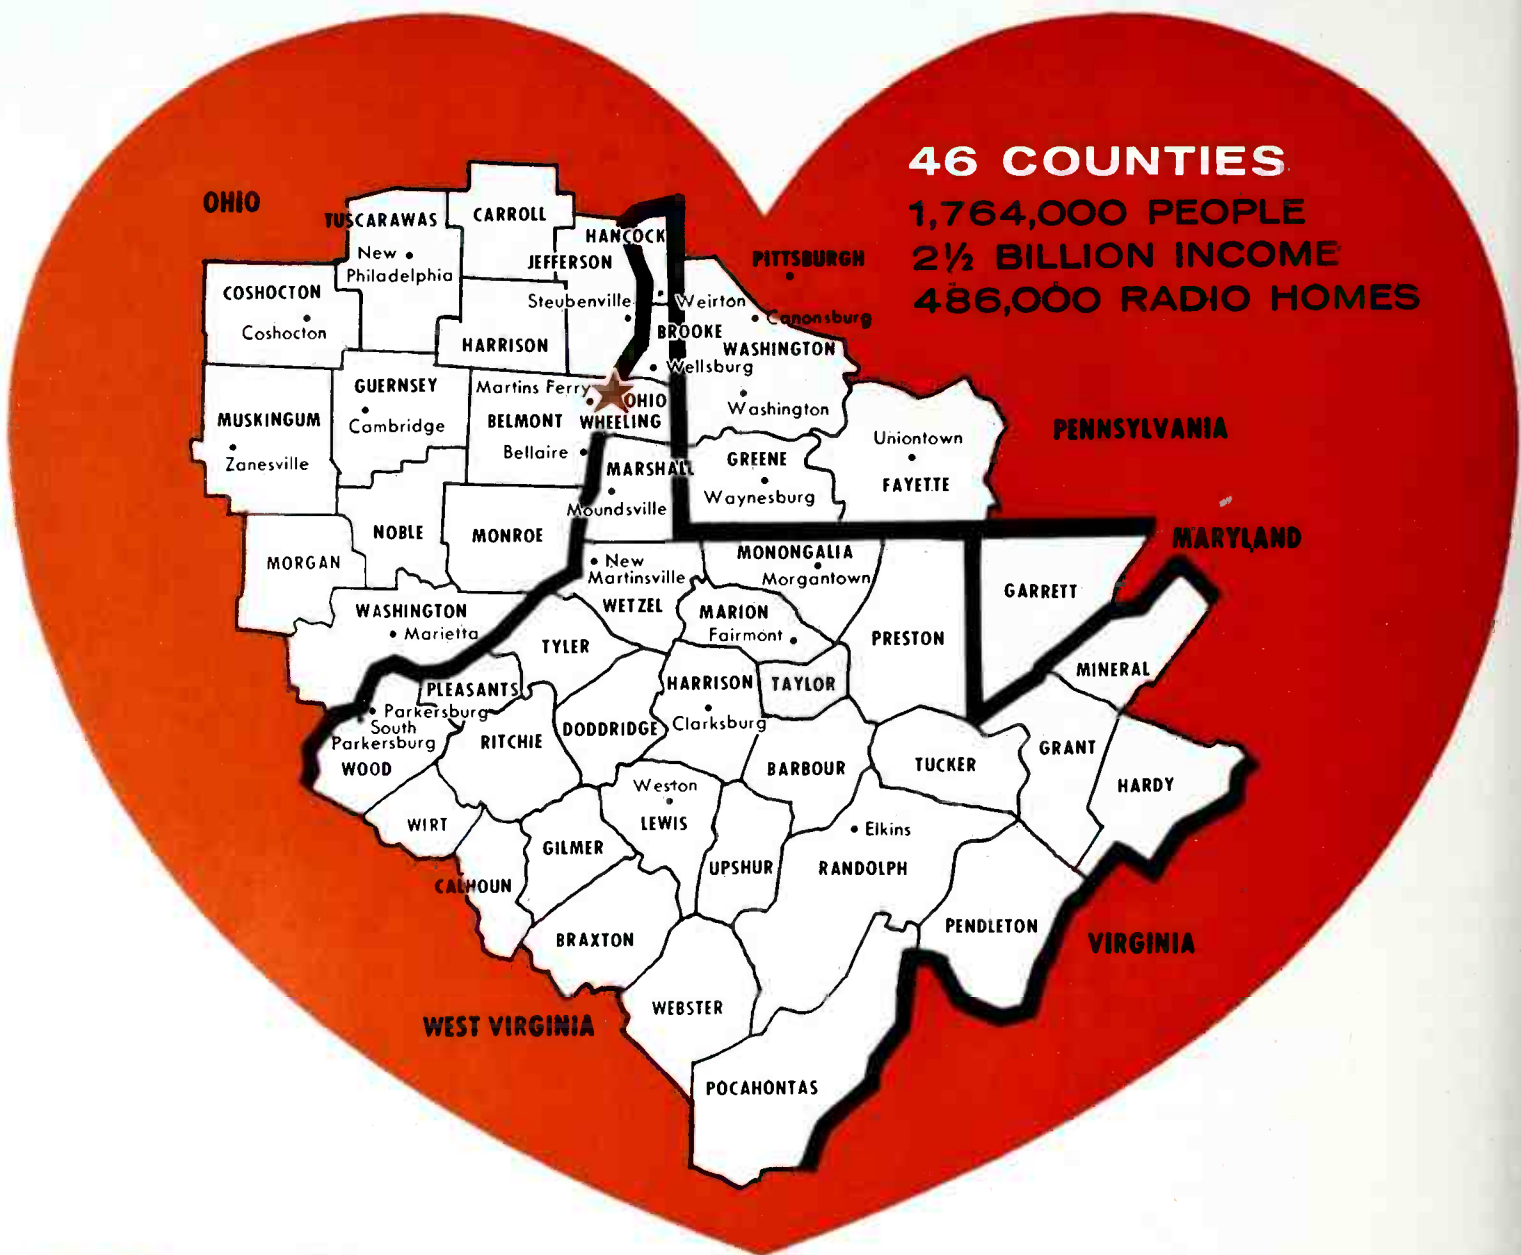 46 COUNTIES
1,764,000 PEOPLE
2½ BILLION INCOME
486,000 RADIO HOMES
OHIO
TUSCARAWAS
New
Philadelphia
CARROLL
HANCOCK
JEFFERSON
Steubenville
Weirton
PITTSBURGH
Canonsburg
COSHOCTON
Coshocton
HARRISON
BROOKE
WASHINGTON
Wellsburg
Washington
GUERNSEY
Cambridge
Martins Ferry
OHIO
BELMONT
WHEELING
Bellaire
MUSKINGUM
Zanesville
Uniontown
FAYETTE
PENNSYLVANIA
MARSHALL
Moundsville
GREENE
Waynesburg
NOBLE
MONROE
MORGAN
New
Martinsville
WETZEL
MONONGALIA
Morgantown
MARYLAND
GARRETT
WASHINGTON
Marietta
MARION
Fairmont
PRESTON
TYLER
MINERAL
PLEASANTS
Parkersburg
South
Parkersburg
WOOD
RITCHIE
DODDRIDGE
HARRISON
Clarksburg
TAYLOR
BARBOUR
TUCKER
GRANT
HARDY
WIRT
Weston
LEWIS
GILMER
UPSHUR
Elkins
RANDOLPH
CALHOUN
BRAXTON
PENDLETON
VIRGINIA
WEBSTER
WEST VIRGINIA
POCAHONTAS